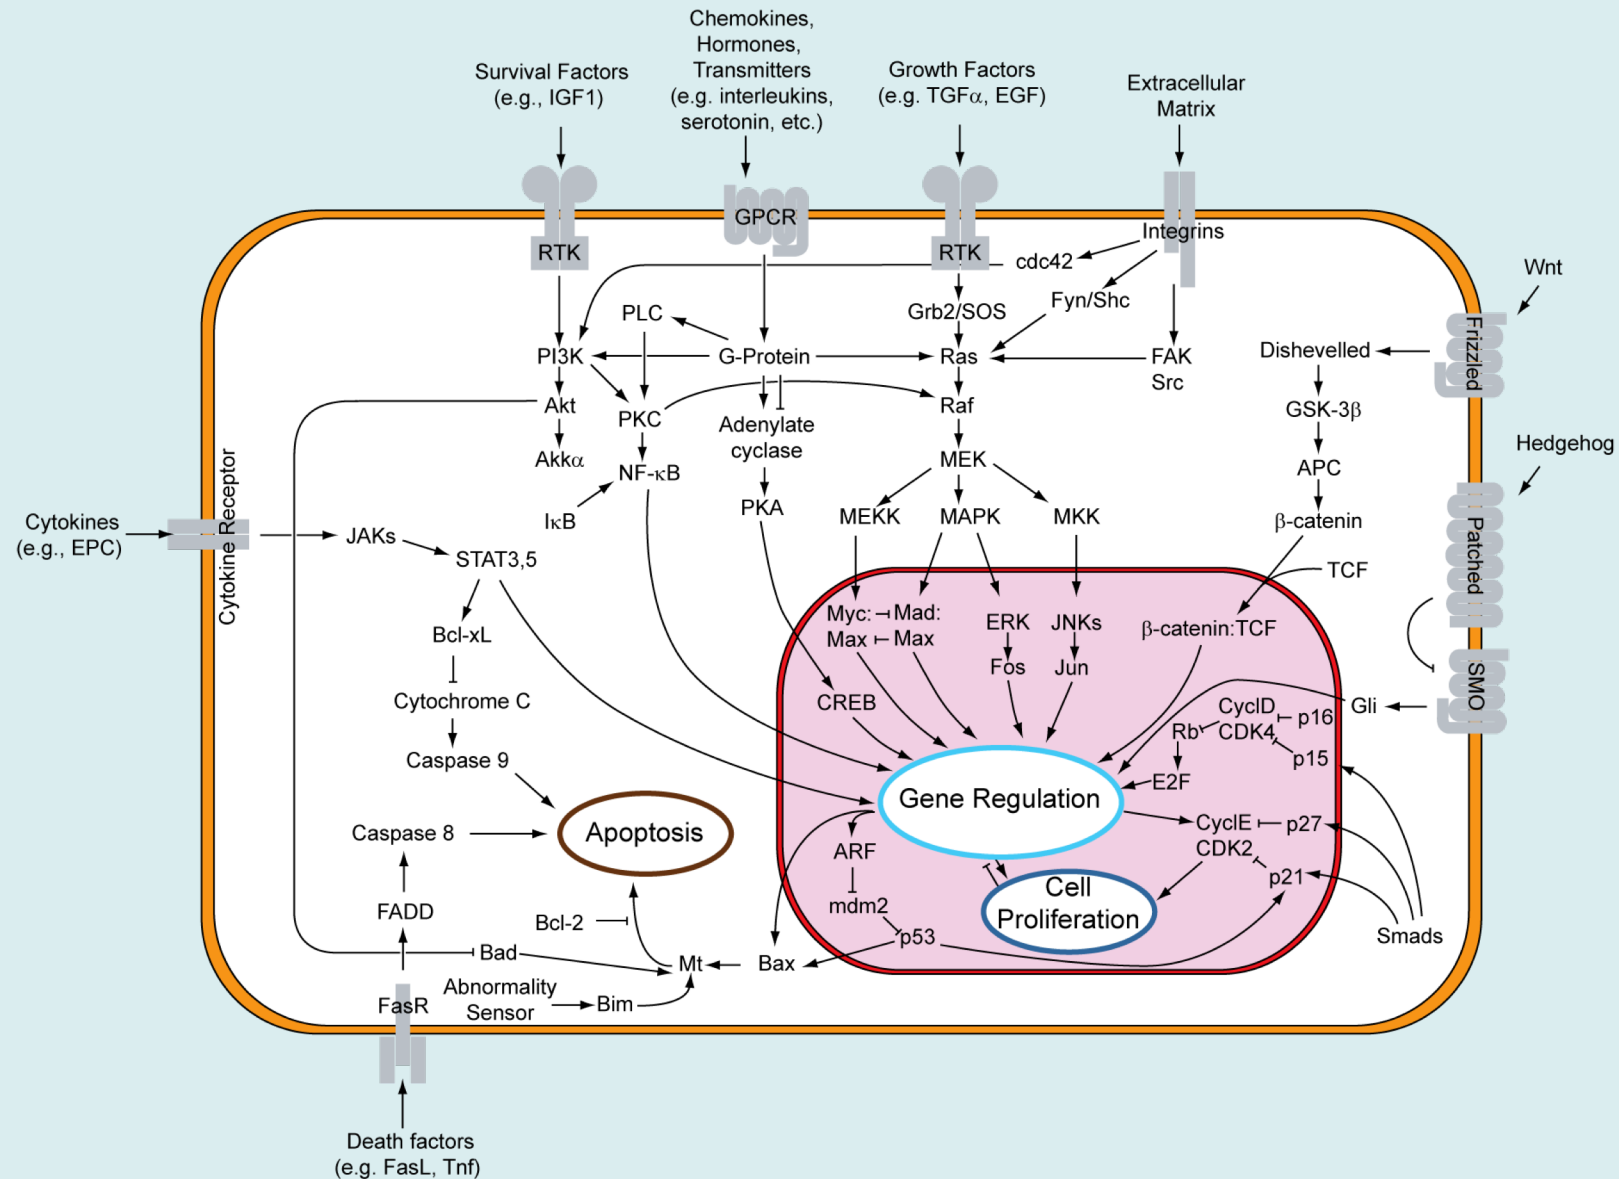 Chemokines,
Hormones,
Transmitters
(e.g. interleukins,
serotonin, etc.)
Survival Factors
(e.g., IGF1)
Growth Factors
(e.g. TGFα, EGF)
Extracellular
Matrix
GPCR
RTK
RTK
Integrins
cdc42
Wnt
Frizzled
PLC
Grb2/SOS
Fyn/Shc
PI3K
G-Protein
Ras
FAK
Src
Dishevelled
Akt
PKC
Adenylate
cyclase
Raf
GSK-3β
Hedgehog
Akkα
NF-κB
MEK
APC
IκB
PKA
MEKK
MAPK
MKK
β-catenin
Patched
Cytokines
(e.g., EPC)
Cytokine Receptor
JAKs
STAT3,5
TCF
Myc:
Mad:
Max
Max
ERK
JNKs
β-catenin:TCF
Bcl-xL
Fos
Jun
SMO
Cytochrome C
CREB
CyclD
CDK4
p16
Gli
Rb
p15
Caspase 9
E2F
Gene Regulation
Caspase 8
Apoptosis
CyclE
CDK2
p27
ARF
p21
Cell
Proliferation
FADD
Bcl-2
mdm2
p53
Smads
Bad
Mt
Bax
Abnormality
Sensor
Bim
FasR
Death factors
(e.g. FasL, Tnf)